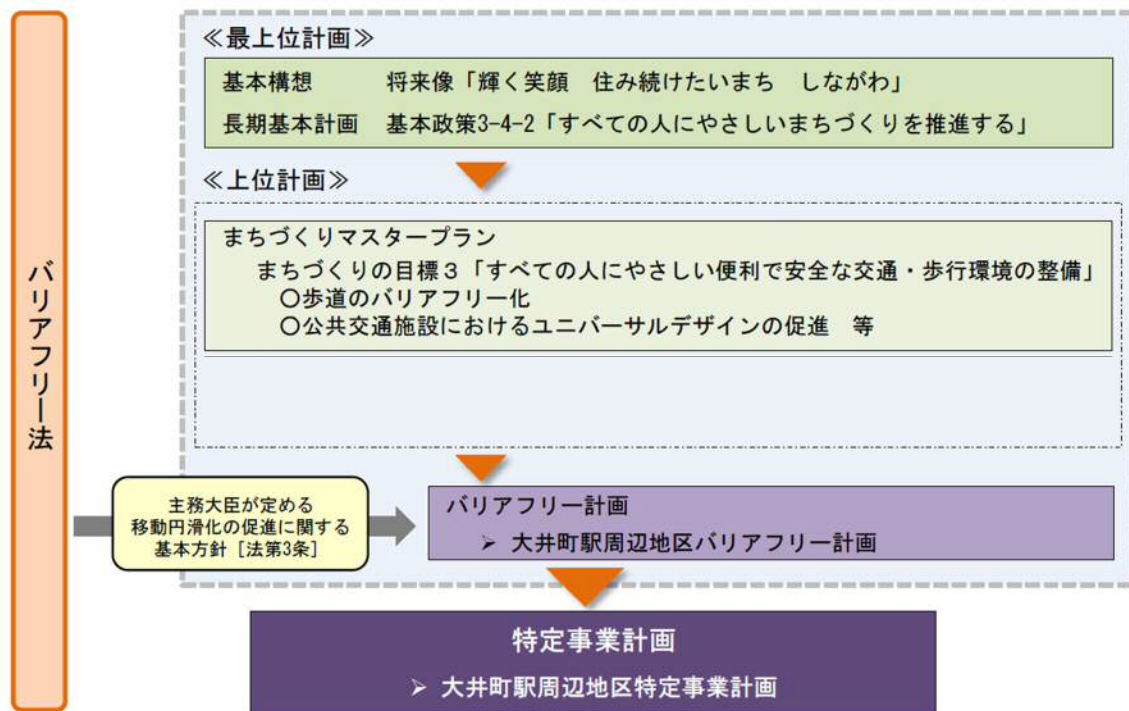 バリアフリー法
≪最上位計画≫
基本構想 将来像「輝く笑顔 住み続けたいまち しながわ」
長期基本計画 基本政策3-4-2「すべての人にやさしいまちづくりを推進する」
≪上位計画≫
まちづくりマスタープラン
まちづくりの目標3「すべての人にやさしい便利で安全な交通・歩行環境の整備」
○歩道のバリアフリー化
○公共交通施設におけるユニバーサルデザインの促進 等
主務大臣が定める
移動円滑化の促進に関する
基本方針[法第3条]
バリアフリー計画
➢ 大井町駅周辺地区バリアフリー計画
特定事業計画
➢ 大井町駅周辺地区特定事業計画